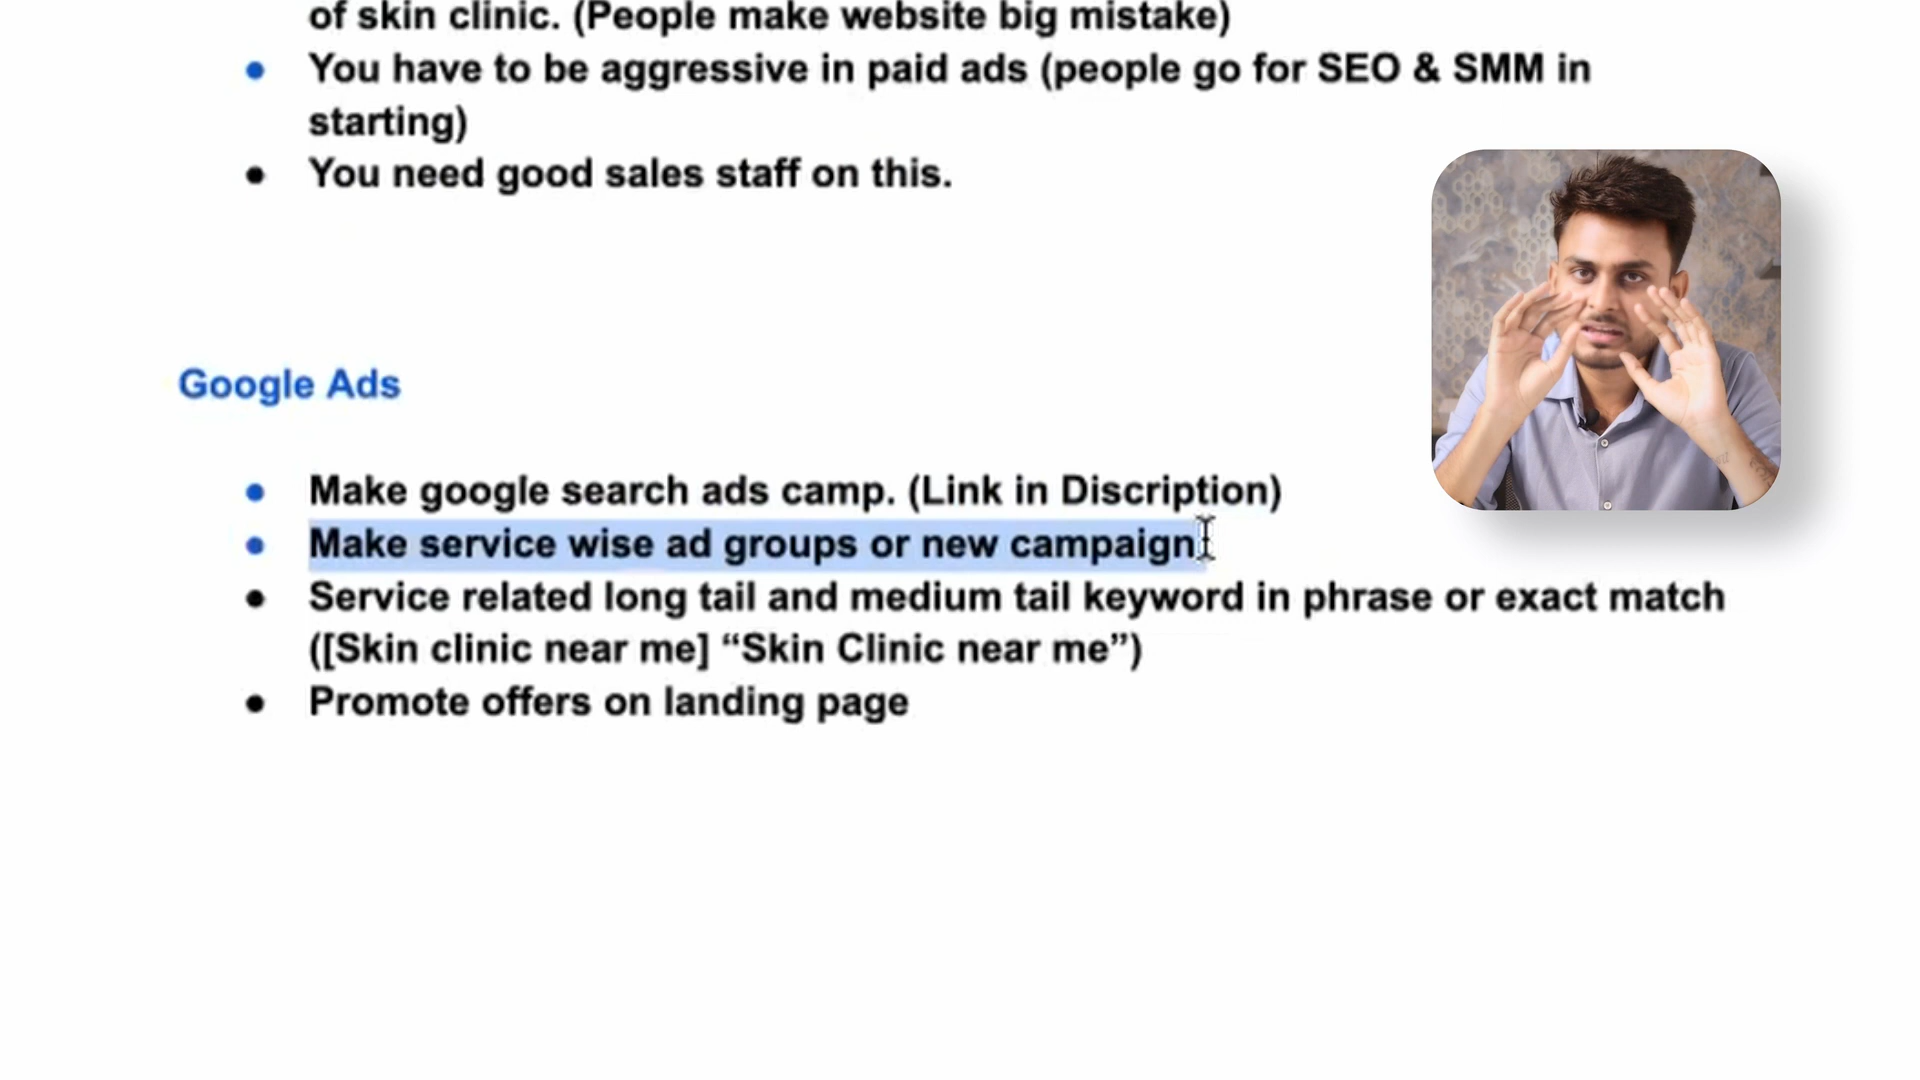 of skin clinic. (People make website big mistake)
You have to be aggressive in paid ads (people go for SEO & SMM in
starting)
You need good sales staff on this.
Google Ads
Make google search ads camp. (Link in Discription)
Make service wise ad groups or new campaign
Service related long tail and medium tail keyword in phrase or exact match
([Skin clinic near me] “Skin Clinic near me”)
Promote offers on landing page